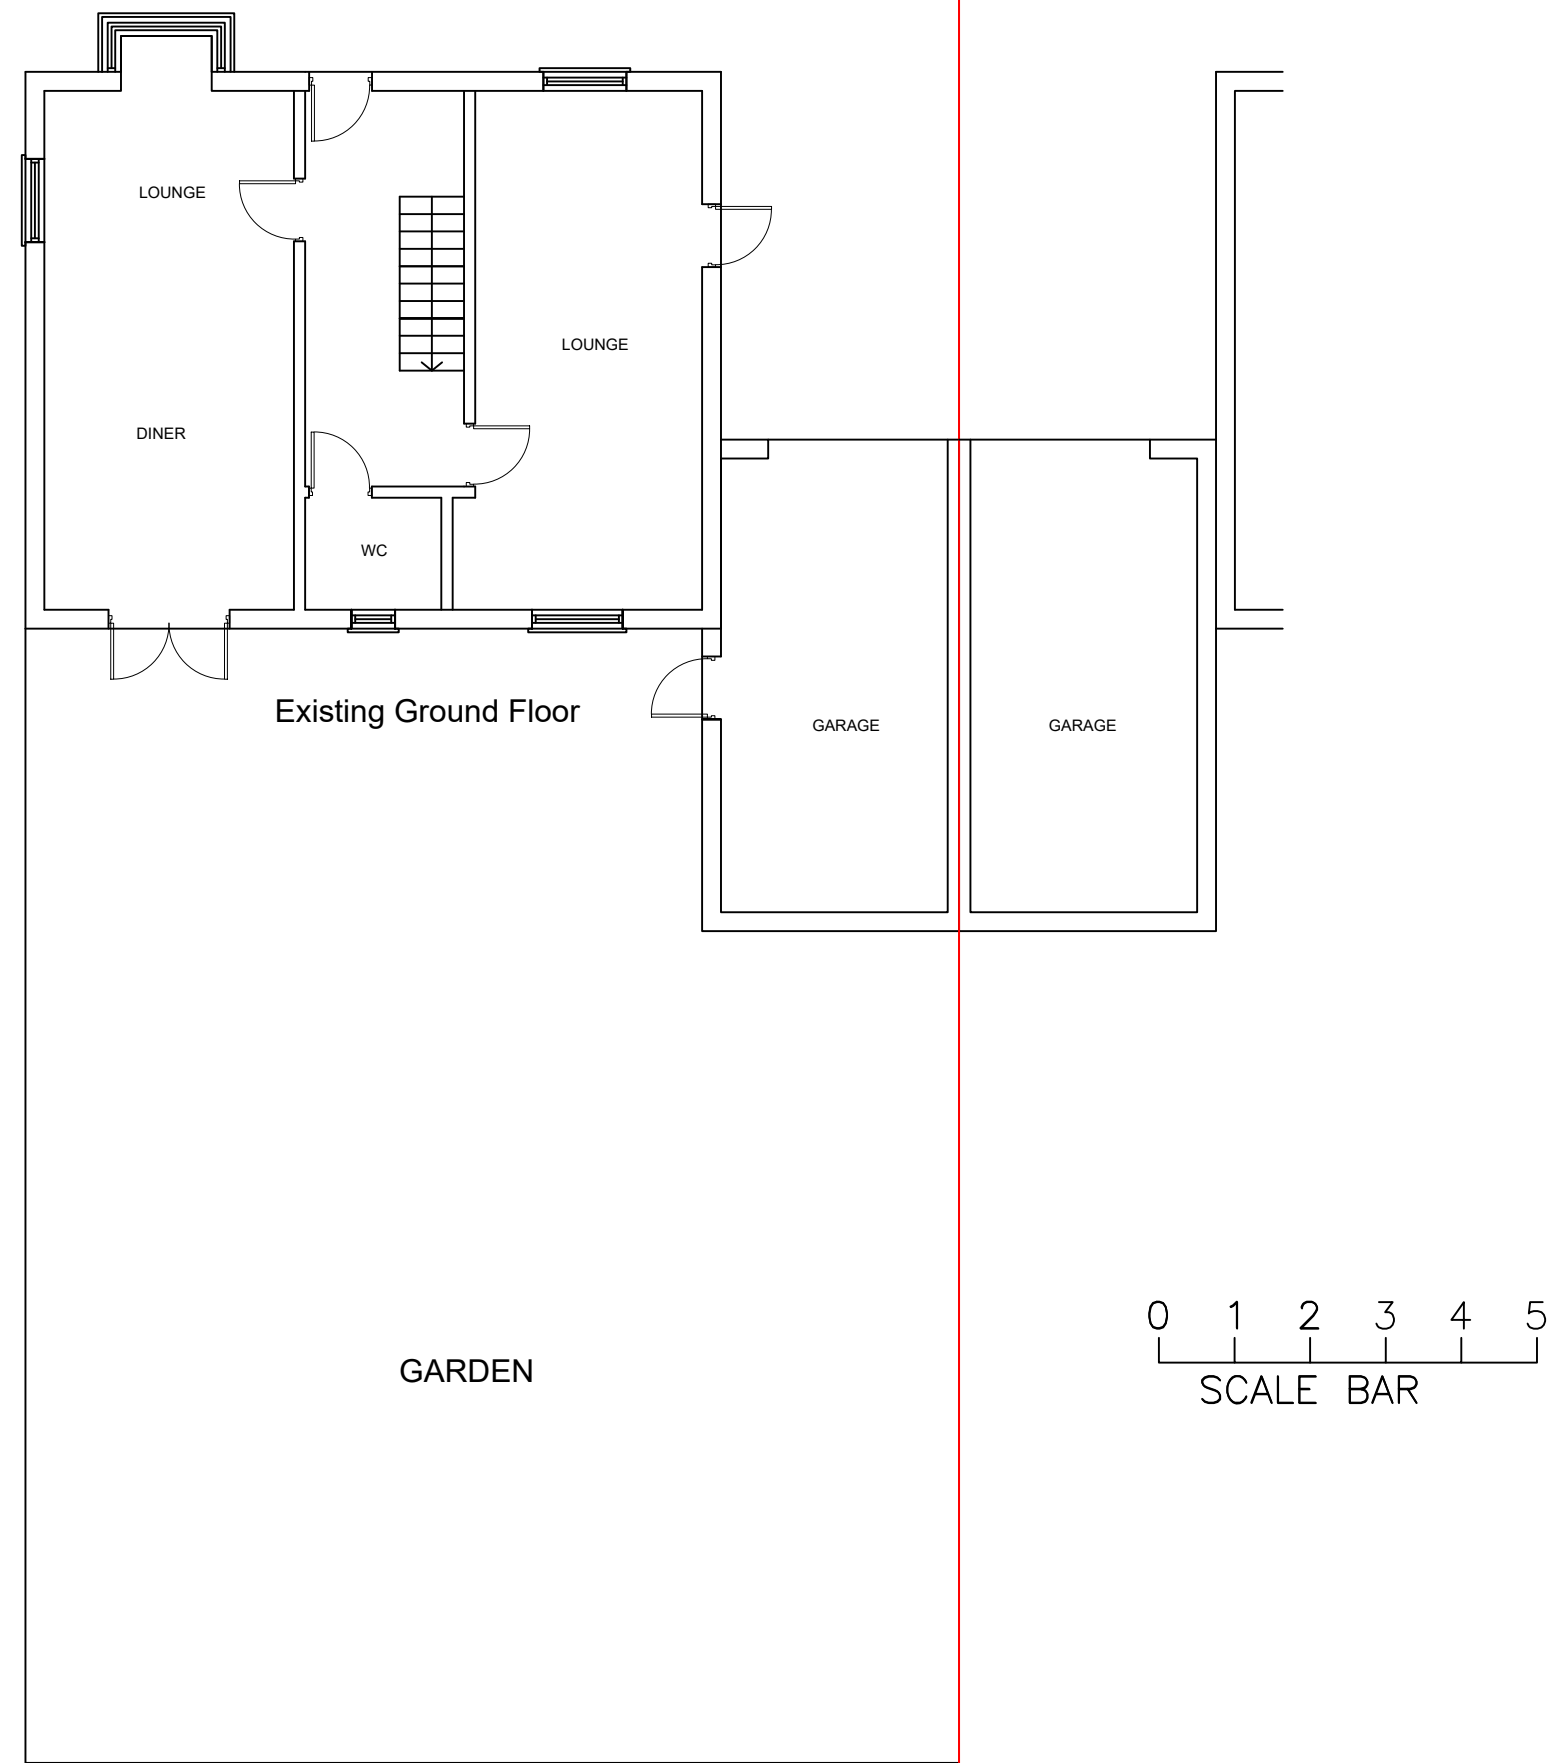 LOUNGE
LOUNGE
DINER
WC
Existing Ground Floor
GARAGE
GARAGE
GARDEN
0 1 2 3 4 5
SCALE BAR